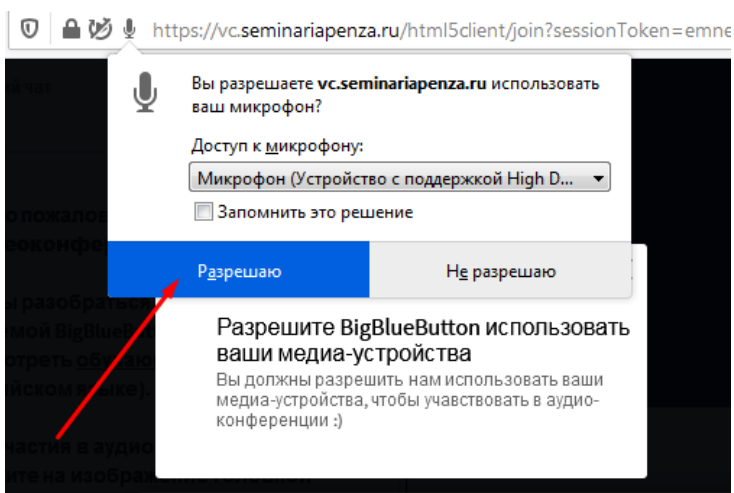 https://vc.seminariapenza.ru/html5client/join?sessionToken=emne
Вы разрешаете vc.seminariapenza.ru использовать
ваш микрофон?
Доступ к микрофону:
Микрофон (Устройство с поддержкой High D...
Запомнить это решение
Разрешаю
Не разрешаю
Разрешите BigBlueButton использовать
ваши медиа-устройства
Вы должны разрешить нам использовать ваши
медиа-устройства, чтобы учавствовать в аудио-
конференции :)
чат